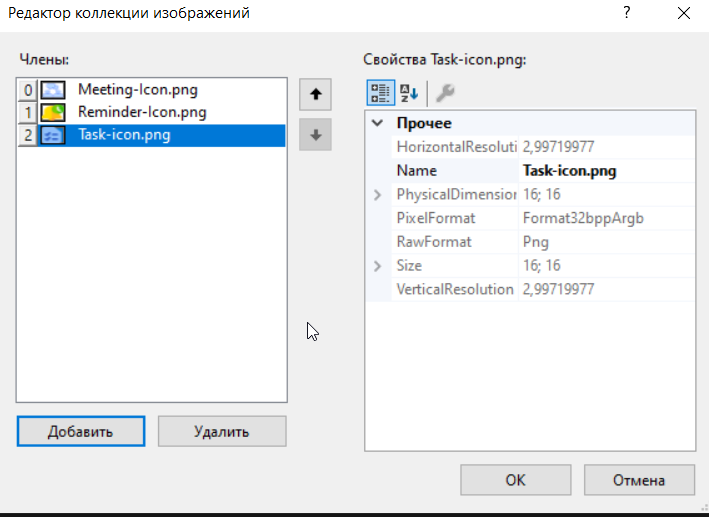 Редактор коллекции изображений
?
Члены:
0 Meeting-Icon.png
1 Reminder-Icon.png
2 Task-icon.png
Добавить
Удалить
Свойства Task-icon.png:
Прочее
HorizontalResoluti 2,99719977
Name Task-icon.png
PhysicalDimension 16; 16
PixelFormat Format32bppArgb
RawFormat Png
Size 16; 16
VerticalResolution 2,99719977
OK
Отмена